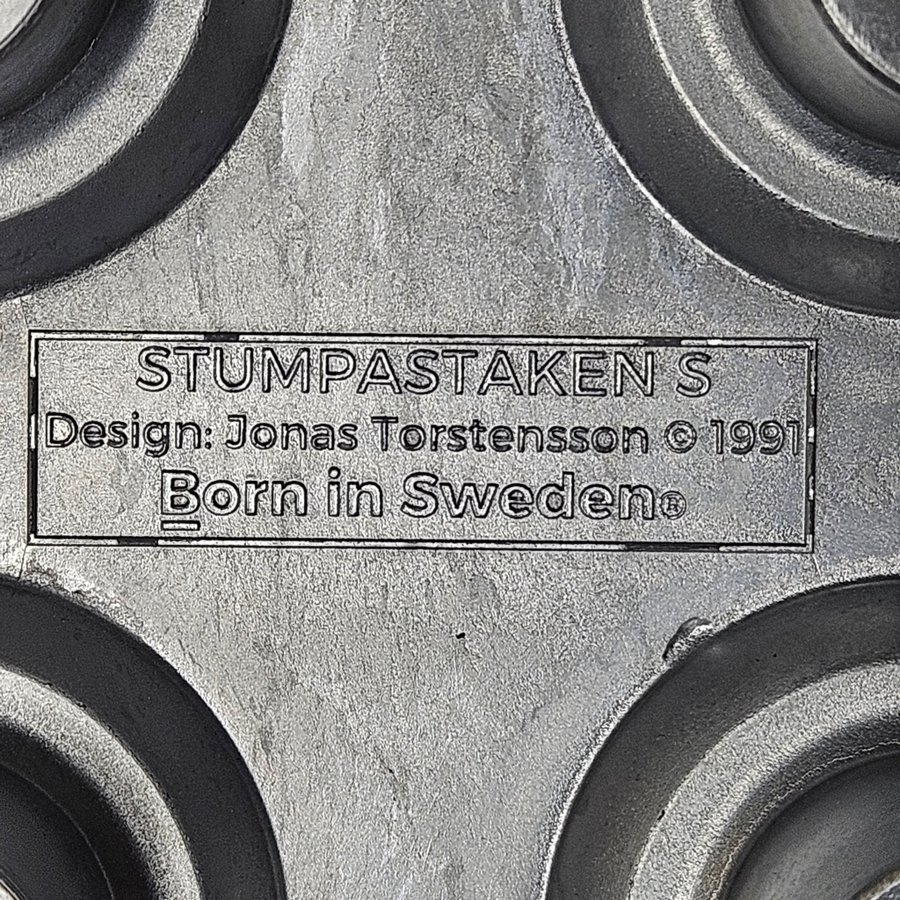 STUMPASTAKEN S
Design: Jonas Torstensson © 1991
Born in Sweden®